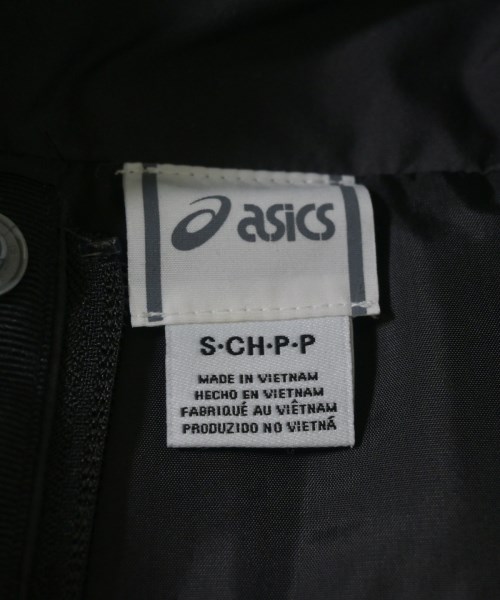 asics
S·CH·P·P
MADE IN VIETNAM
HECHO EN VIETNAM
FABRIQUÉ AU VIÊTNAM
PRODUZIDO NO VIETNÃ